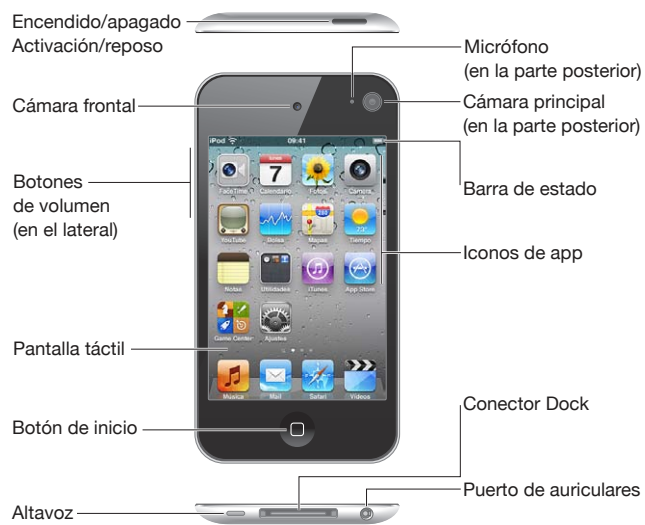 Encendido/apagado
Activación/reposo
Micrófono
(en la parte posterior)
Cámara frontal
Cámara principal
(en la parte posterior)
iPod 09:41
Botones
de volumen
(en el lateral)
Barra de estado
7
FaceTime Calendario Fotos Cámara
280
73°
YouTube Bolsa Mapas Tiempo
Iconos de app
Notas Utilidades iTunes App Store
Game Center Ajustes
Pantalla táctil
Música Mail Safari Vídeos
Conector Dock
Botón de inicio
Puerto de auriculares
Altavoz